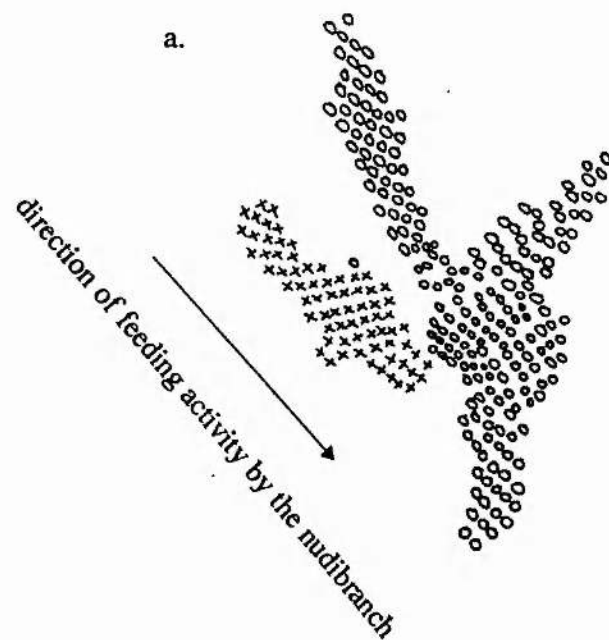 a.
direction of feeding activity by the nudibranch